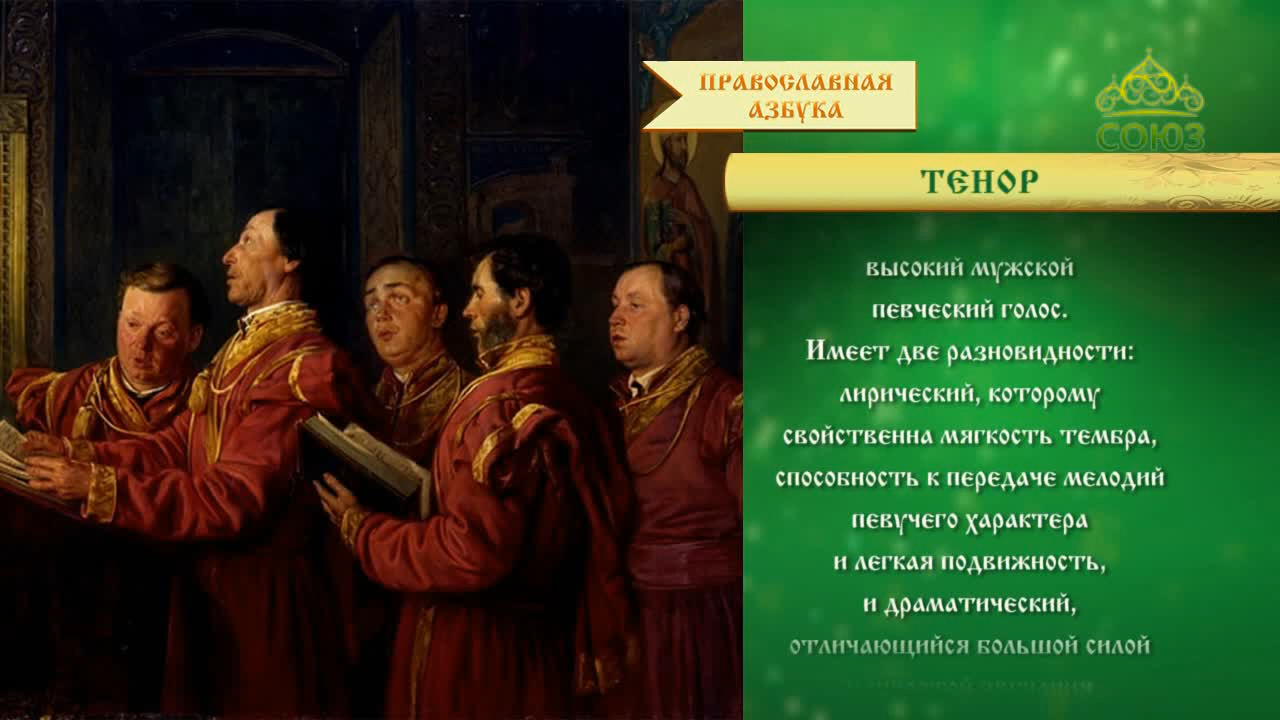 ПРАВОСЛАВНАЯ
АЗБУКА
СОЮЗ
ТЕНОР
высокий мужской
певческий голос.
Имеет две разновидности:
лирический, которому
свойственна мягкость тембра,
способность к передаче мелодий
певучего характера
и легкая подвижность,
и драматический,
отличающийся большой силой